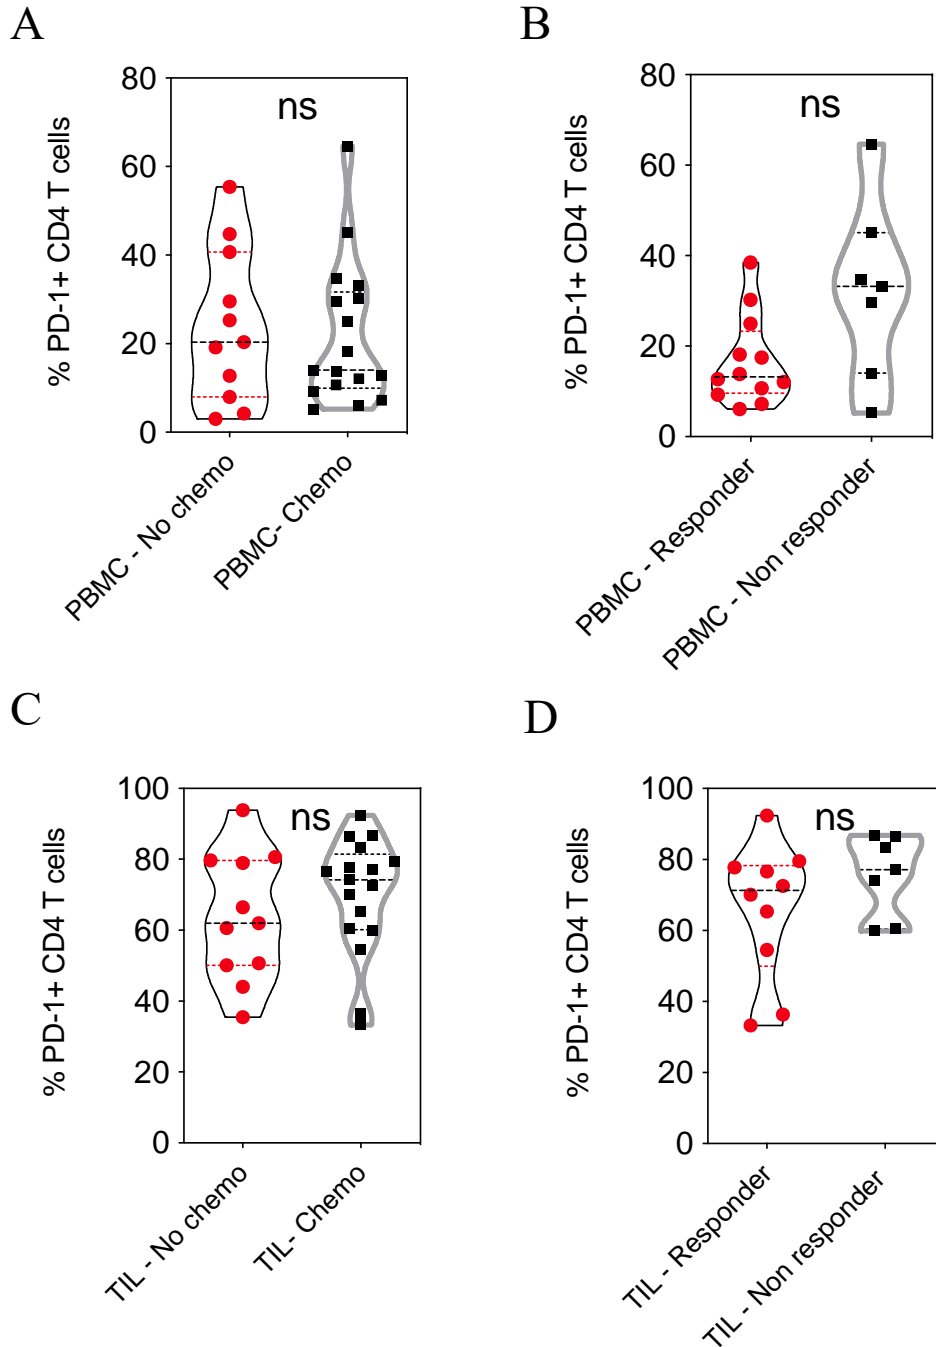 A
% PD-1+ CD4 T cells
80
60
40
20
0
ns
PBMC - No chemo
PBMC- Chemo
B
% PD-1+ CD4 T cells
80
60
40
20
0
ns
PBMC - Responder
PBMC - Non responder
C
% PD-1+ CD4 T cells
100
80
60
40
20
0
ns
TIL - No chemo
TIL- Chemo
D
% PD-1+ CD4 T cells
100
80
60
40
20
0
ns
TIL - Responder
TIL - Non responder